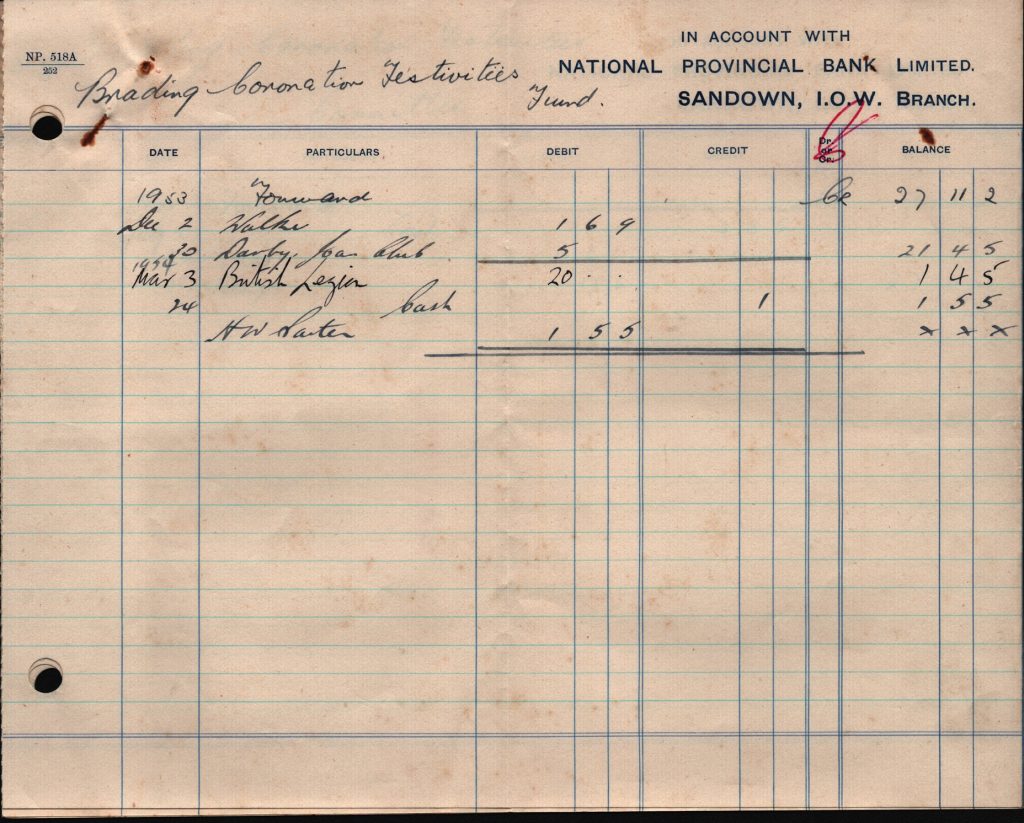 IN ACCOUNT WITH
NP. 518A
252
NATIONAL PROVINCIAL BANK LIMITED.
Brading Coronation Festivities Fund.
SANDOWN, I.O.W. BRANCH.
DATE PARTICULARS DEBIT CREDIT Dr. or Cr. BALANCE
1953 Forward Cr 27 11 2
Dec 2 1 6 9
30 Darby Club 5 21 4 5
1954
Mar 3 British Legion 20 . . 1 4 5
24 Cash 1 1 5 5
H W 1 5 5 x x x